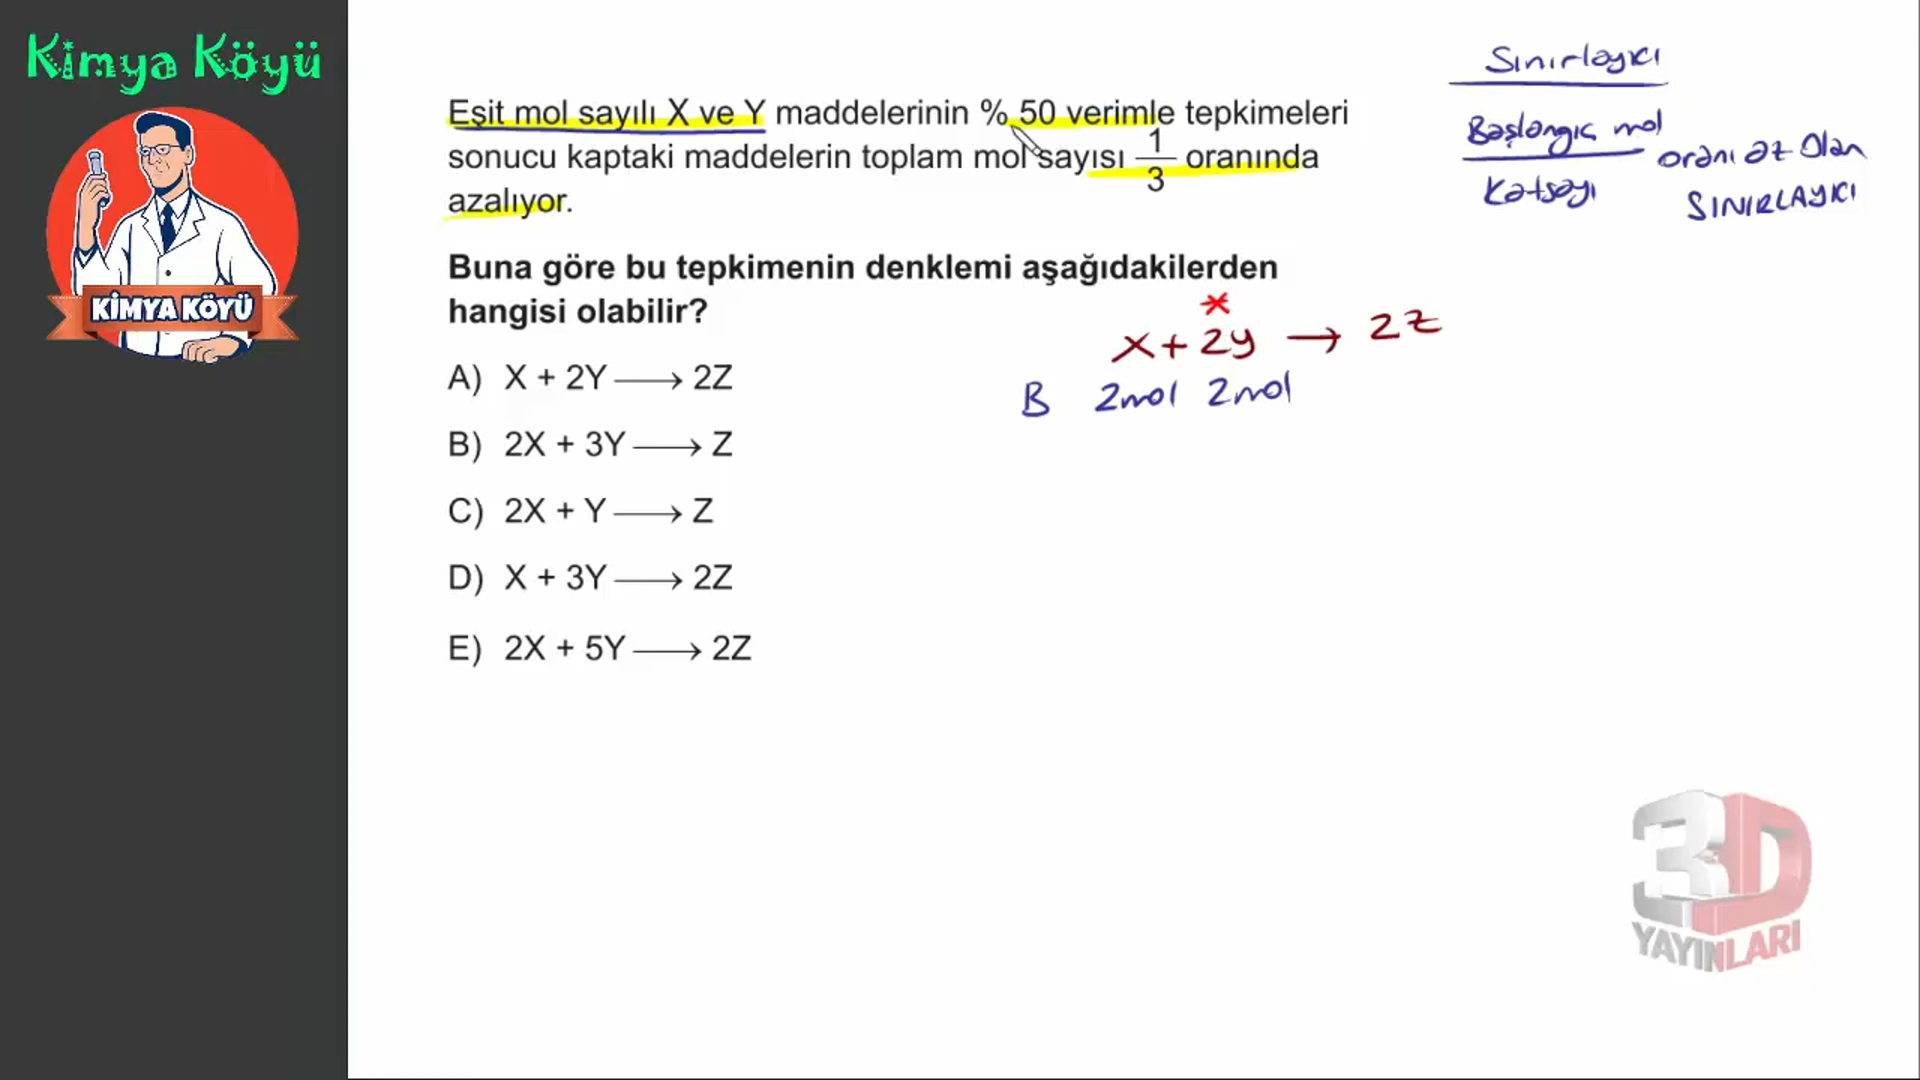 Kimya Köyü
KİMYA KÖYÜ
Eşit mol sayılı X ve Y maddelerinin % 50 verimle tepkimeleri
sonucu kaptaki maddelerin toplam mol sayısı 1/3 oranında
azalıyor.
Buna göre bu tepkimenin denklemi aşağıdakilerden
hangisi olabilir?
A) X + 2Y ⟶ 2Z
B) 2X + 3Y ⟶ Z
C) 2X + Y ⟶ Z
D) X + 3Y ⟶ 2Z
E) 2X + 5Y ⟶ 2Z
Sınırlayıcı
Başlangıç mol
Katsayı
oranı az olan
SINIRLAYICI
*
X + 2Y → 2Z
B 2mol 2mol
3D
YAYINLARI